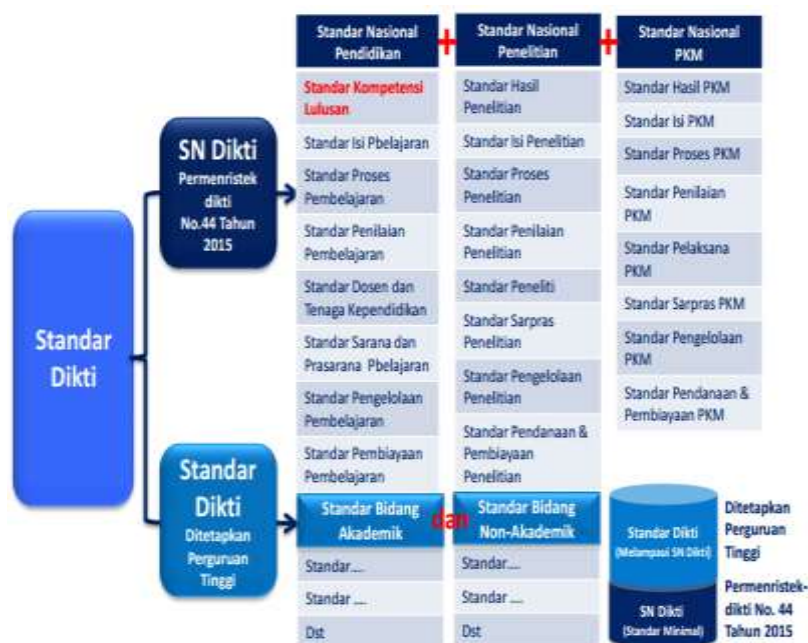 Standar
Dikti
SN Dikti
Permenristek
dikti
No.44 Tahun
2015
Standar
Dikti
Ditetapkan
Perguruan
Tinggi
Standar Nasional
Pendidikan
+
Standar Nasional
Penelitian
+
Standar Nasional
PKM
Standar Kompetensi
Lulusan
Standar Isi Pbelajaran
Standar Proses
Pembelajaran
Standar Penilaian
Pembelajaran
Standar Dosen dan
Tenaga Kependidikan
Standar Sarana dan
Prasarana Pbelajaran
Standar Pengelolaan
Pembelajaran
Standar Pembiayaan
Pembelajaran
Standar Hasil
Penelitian
Standar Isi Penelitian
Standar Proses
Penelitian
Standar Penilaian
Penelitian
Standar Peneliti
Standar Sarpras
Penelitian
Standar Pengelolaan
Penelitian
Standar Pendanaan &
Pembiayaan
Penelitian
Standar Hasil PKM
Standar Isi PKM
Standar Proses PKM
Standar Penilaian
PKM
Standar Pelaksana
PKM
Standar Sarpras PKM
Standar Pengelolaan
PKM
Standar Pendanaan &
Pembiayaan PKM
Standar Bidang
Akademik
dan
Standar Bidang
Non-Akademik
Standar....
Standar ....
Dst
Standar....
Standar ....
Dst
Standar Dikti
(Melampaui SN Dikti)
SN Dikti
(Standar Minimal)
Ditetapkan
Perguruan
Tinggi
Permenristek-
dikti No. 44
Tahun 2015